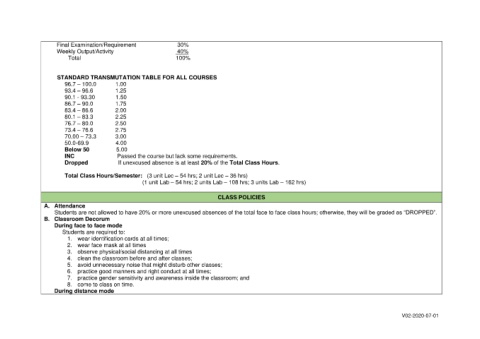 Final Examination/Requirement 30%
Weekly Output/Activity 40%
Total 100%
STANDARD TRANSMUTATION TABLE FOR ALL COURSES
96.7 – 100.0 1.00
93.4 – 96.6 1.25
90.1 - 93.30 1.50
86.7 – 90.0 1.75
83.4 – 86.6 2.00
80.1 – 83.3 2.25
76.7 – 80.0 2.50
73.4 – 76.6 2.75
70.00 – 73.3 3.00
50.0-69.9 4.00
Below 50 5.00
INC Passed the course but lack some requirements.
Dropped If unexcused absence is at least 20% of the Total Class Hours.
Total Class Hours/Semester: (3 unit Lec – 54 hrs; 2 unit Lec – 36 hrs)
(1 unit Lab – 54 hrs; 2 units Lab – 108 hrs; 3 units Lab – 162 hrs)
CLASS POLICIES
A. Attendance
Students are not allowed to have 20% or more unexcused absences of the total face to face class hours; otherwise, they will be graded as "DROPPED".
B. Classroom Decorum
During face to face mode
Students are required to:
1. wear identification cards at all times;
2. wear face mask at all times
3. observe physical/social distancing at all times
4. clean the classroom before and after classes;
5. avoid unnecessary noise that might disturb other classes;
6. practice good manners and right conduct at all times;
7. practice gender sensitivity and awareness inside the classroom; and
8. come to class on time.
During distance mode
V02-2020-07-01